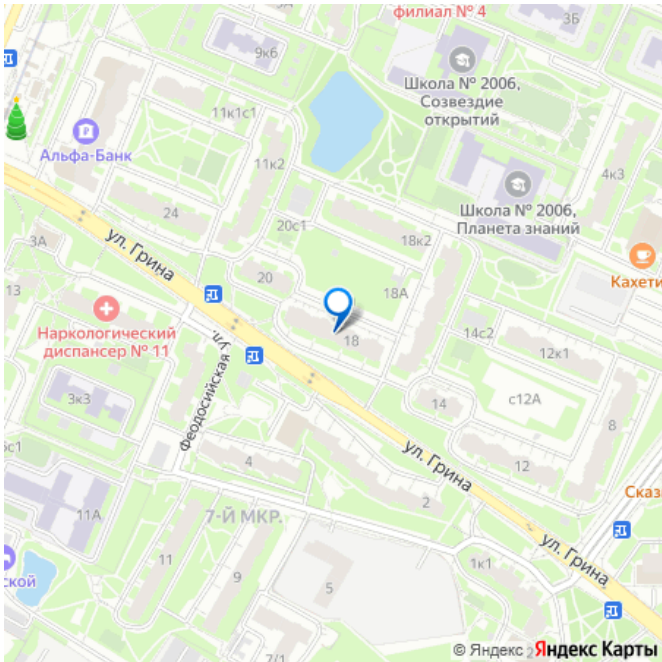 филиал № 4
3Б
9к6
Школа № 2006,
Созвездие
открытий
11к1с1
Альфа-Банк
11к2
4к3
24
Школа № 2006,
Планета знаний
20с1
3А
ул. Грина
18к2
Кахети
20
18А
13
Наркологический
диспансер № 11
18
14с2
12к1
Феодосийская ул.
3к3
14
с12А
8
6с1
4
ул. Грина
12
Сказ
2
11А
7-Й МКР.
ул. Грина
ской
11
9
5
1к1
7/1
© Яндекс
2
Яндекс Карты